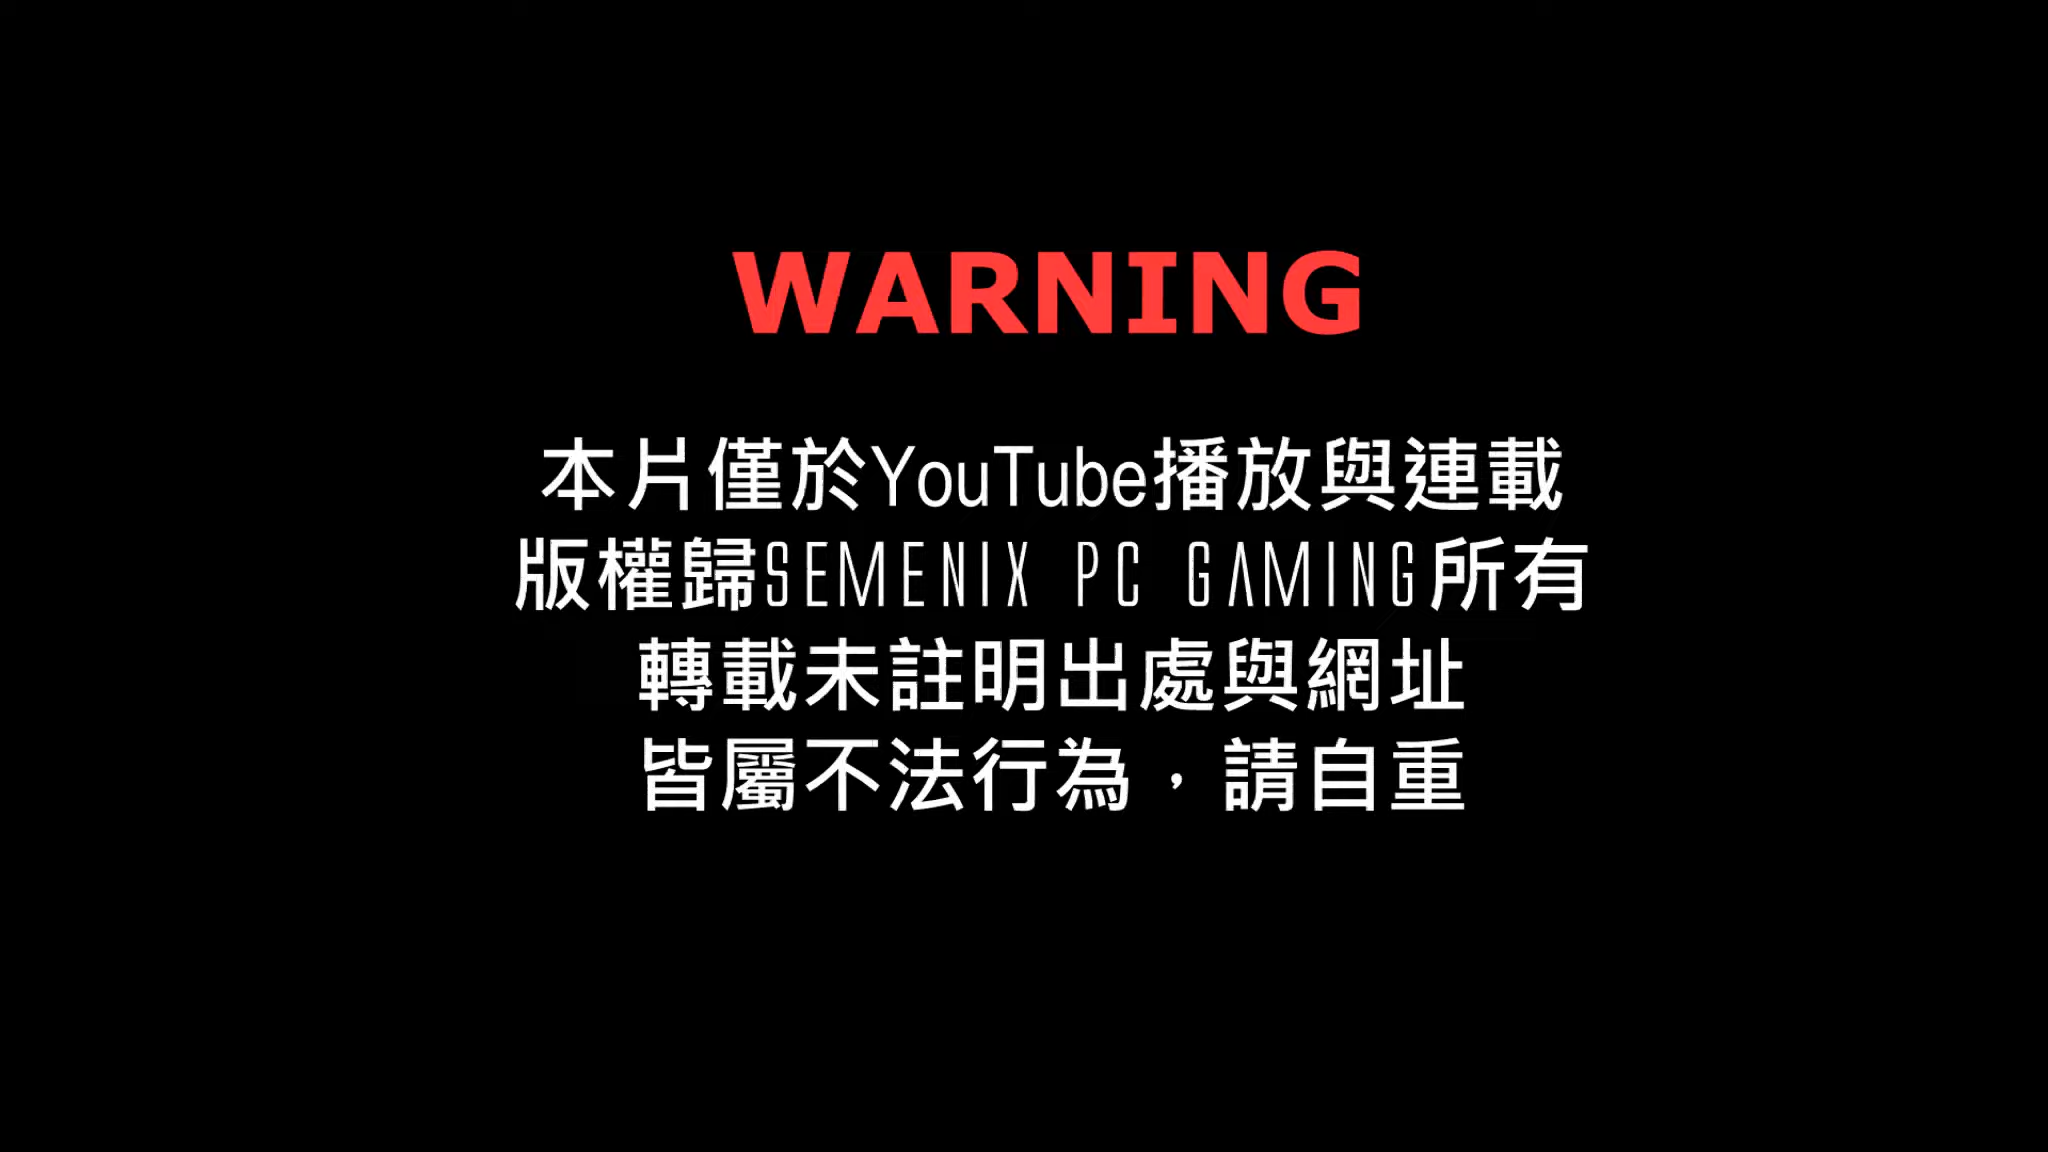 WARNING
本片僅於YouTube播放與連載
版權歸SEMENIX PC GAMING所有
轉載未註明出處與網址
皆屬不法行為，請自重